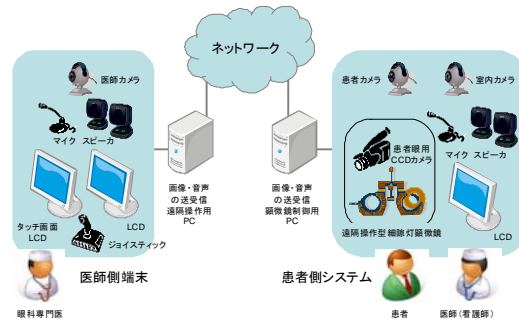 ネットワーク
医師カメラ
マイク
スピーカ
タッチ画面
LCD
LCD
ジョイスティック
画像・音声
の送受信
遠隔操作用
PC
医師側端末
眼科専門医
画像・音声
の送受信
顕微鏡制御用
PC
患者カメラ
室内カメラ
患者眼用
CCDカメラ
マイク
スピーカ
遠隔操作型細隙灯顕微鏡
LCD
患者側システム
患者
医師(看護師)